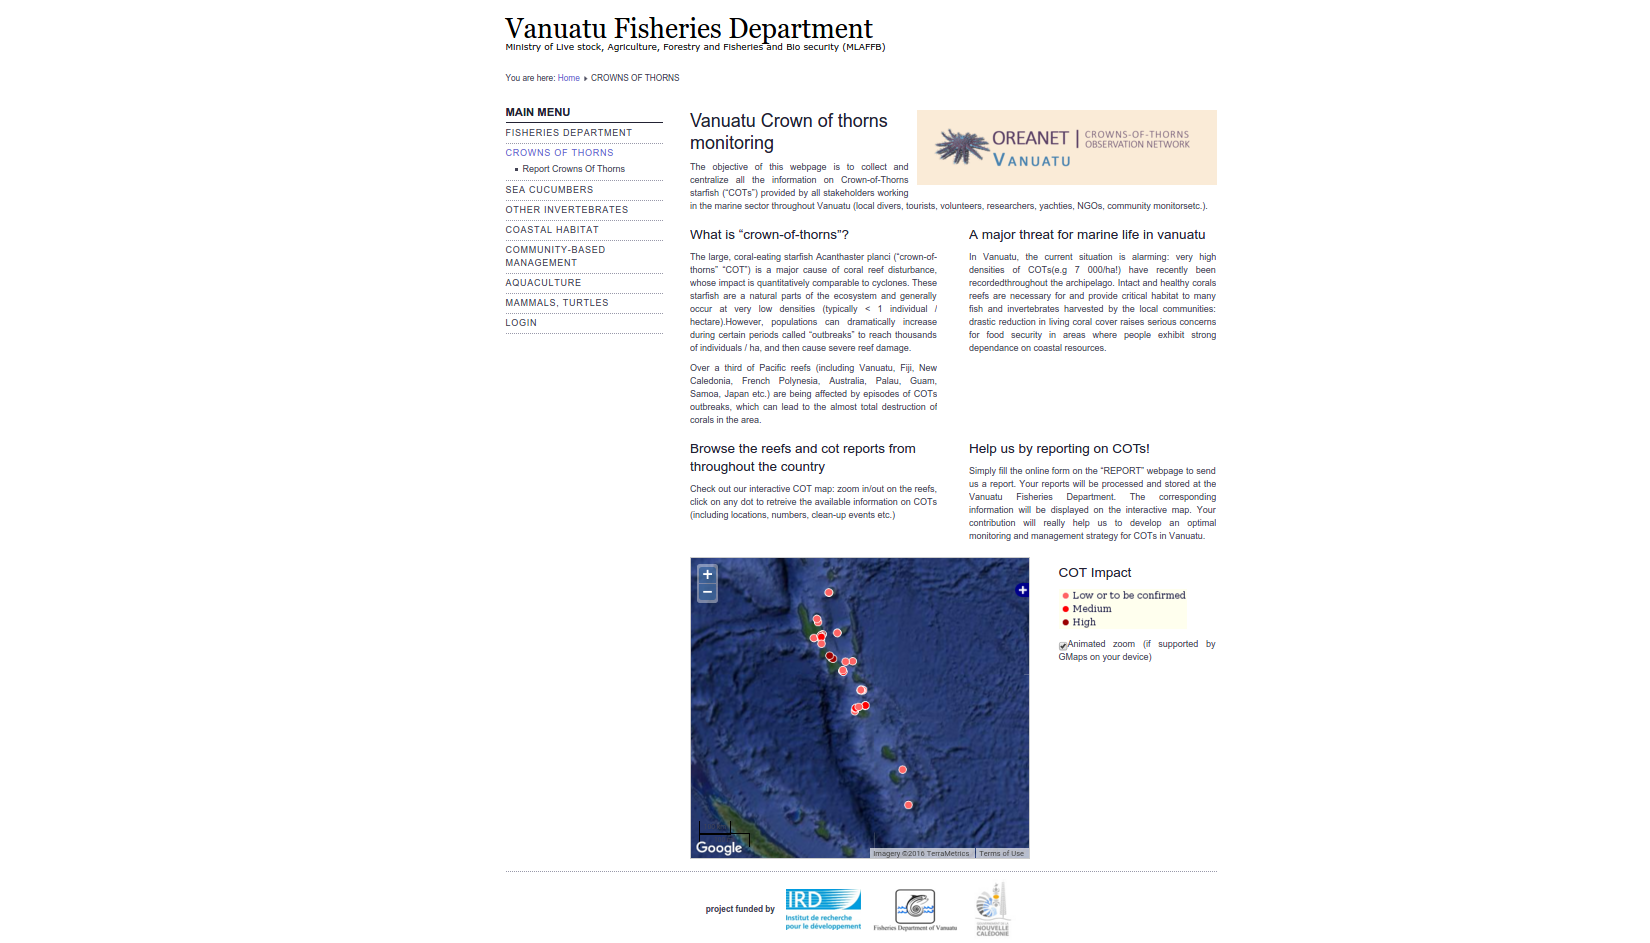 Vanuatu Fisheries Department
Ministry of Live stock, Agriculture, Forestry and Fisheries and Bio security (MLAFFB)
You are here: Home CROWNS OF THORNS
MAIN MENU
FISHERIES DEPARTMENT
CROWNS OF THORNS
Report Crowns Of Thorns
SEA CUCUMBERS
OTHER INVERTEBRATES
COASTAL HABITAT
COMMUNITY-BASED
MANAGEMENT
AQUACULTURE
MAMMALS, TURTLES
LOGIN
Vanuatu Crown of thorns
monitoring
OREANET | CROWNS-OF-THORNS
OBSERVATION NETWORK
VANUATU
The objective of this webpage is to collect and
centralize all the information on Crown-of-Thorns
starfish (“COTs”) provided by all stakeholders working
in the marine sector throughout Vanuatu (local divers, tourists, volunteers, researchers, yachties, NGOs, community monitorsetc.).
What is “crown-of-thorns”?
The large, coral-eating starfish Acanthaster planci (“crown-of-
thorns” “COT”) is a major cause of coral reef disturbance,
whose impact is quantitatively comparable to cyclones. These
starfish are a natural parts of the ecosystem and generally
occur at very low densities (typically < 1 individual /
hectare).However, populations can dramatically increase
during certain periods called “outbreaks” to reach thousands
of individuals / ha, and then cause severe reef damage.
Over a third of Pacific reefs (including Vanuatu, Fiji, New
Caledonia, French Polynesia, Australia, Palau, Guam,
Samoa, Japan etc.) are being affected by episodes of COTs
outbreaks, which can lead to the almost total destruction of
corals in the area.
A major threat for marine life in vanuatu
In Vanuatu, the current situation is alarming: very high
densities of COTs(e.g 7 000/ha!) have recently been
recordedthroughout the archipelago. Intact and healthy corals
reefs are necessary for and provide critical habitat to many
fish and invertebrates harvested by the local communities:
drastic reduction in living coral cover raises serious concerns
for food security in areas where people exhibit strong
dependance on coastal resources.
Browse the reefs and cot reports from
throughout the country
Check out our interactive COT map: zoom in/out on the reefs,
click on any dot to retreive the available information on COTs
(including locations, numbers, clean-up events etc.)
Help us by reporting on COTs!
Simply fill the online form on the “REPORT” webpage to send
us a report. Your reports will be processed and stored at the
Vanuatu Fisheries Department. The corresponding
information will be displayed on the interactive map. Your
contribution will really help us to develop an optimal
monitoring and management strategy for COTs in Vanuatu.
+
−
+
Google
Imagery ©2016 TerraMetrics
Terms of Use
COT Impact
Low or to be confirmed
Medium
High
Animated zoom (if supported by
GMaps on your device)
project funded by
IRD
Institut de recherche
pour le développement
Fisheries Department of Vanuatu
NOUVELLE
CALÉDONIE